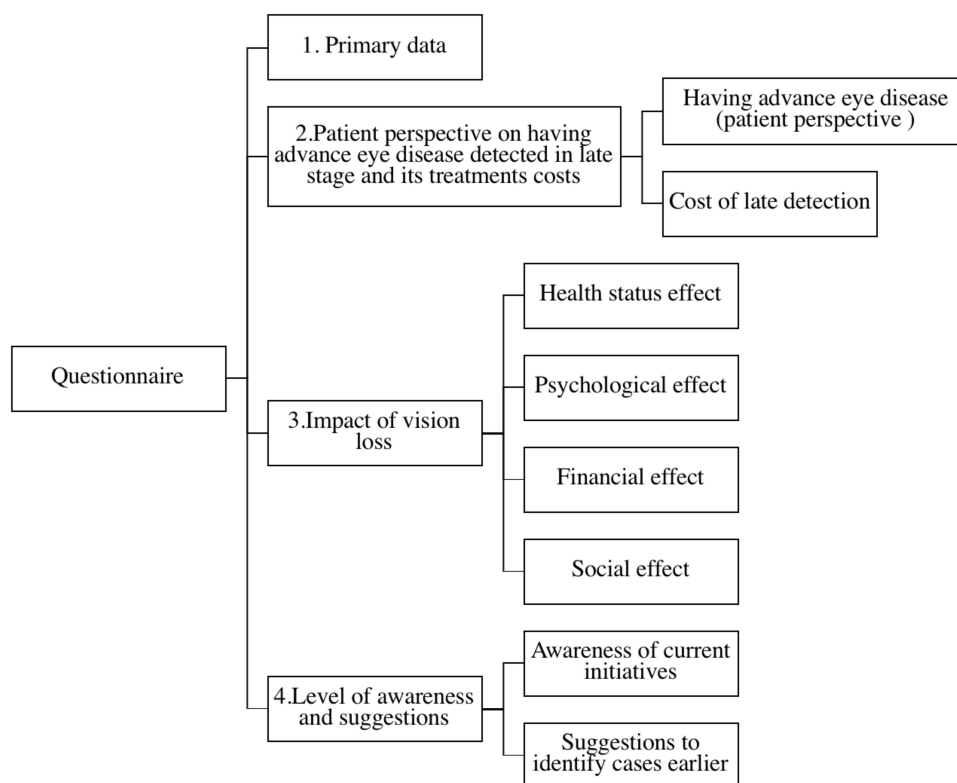 1. Primary data
2.Patient perspective on having
advance eye disease detected in late
stage and its treatments costs
Having advance eye disease
(patient perspective )
Cost of late detection
Questionnaire
3.Impact of vision
loss
Health status effect
Psychological effect
Financial effect
Social effect
4.Level of awareness
and suggestions
Awareness of current
initiatives
Suggestions to
identify cases earlier